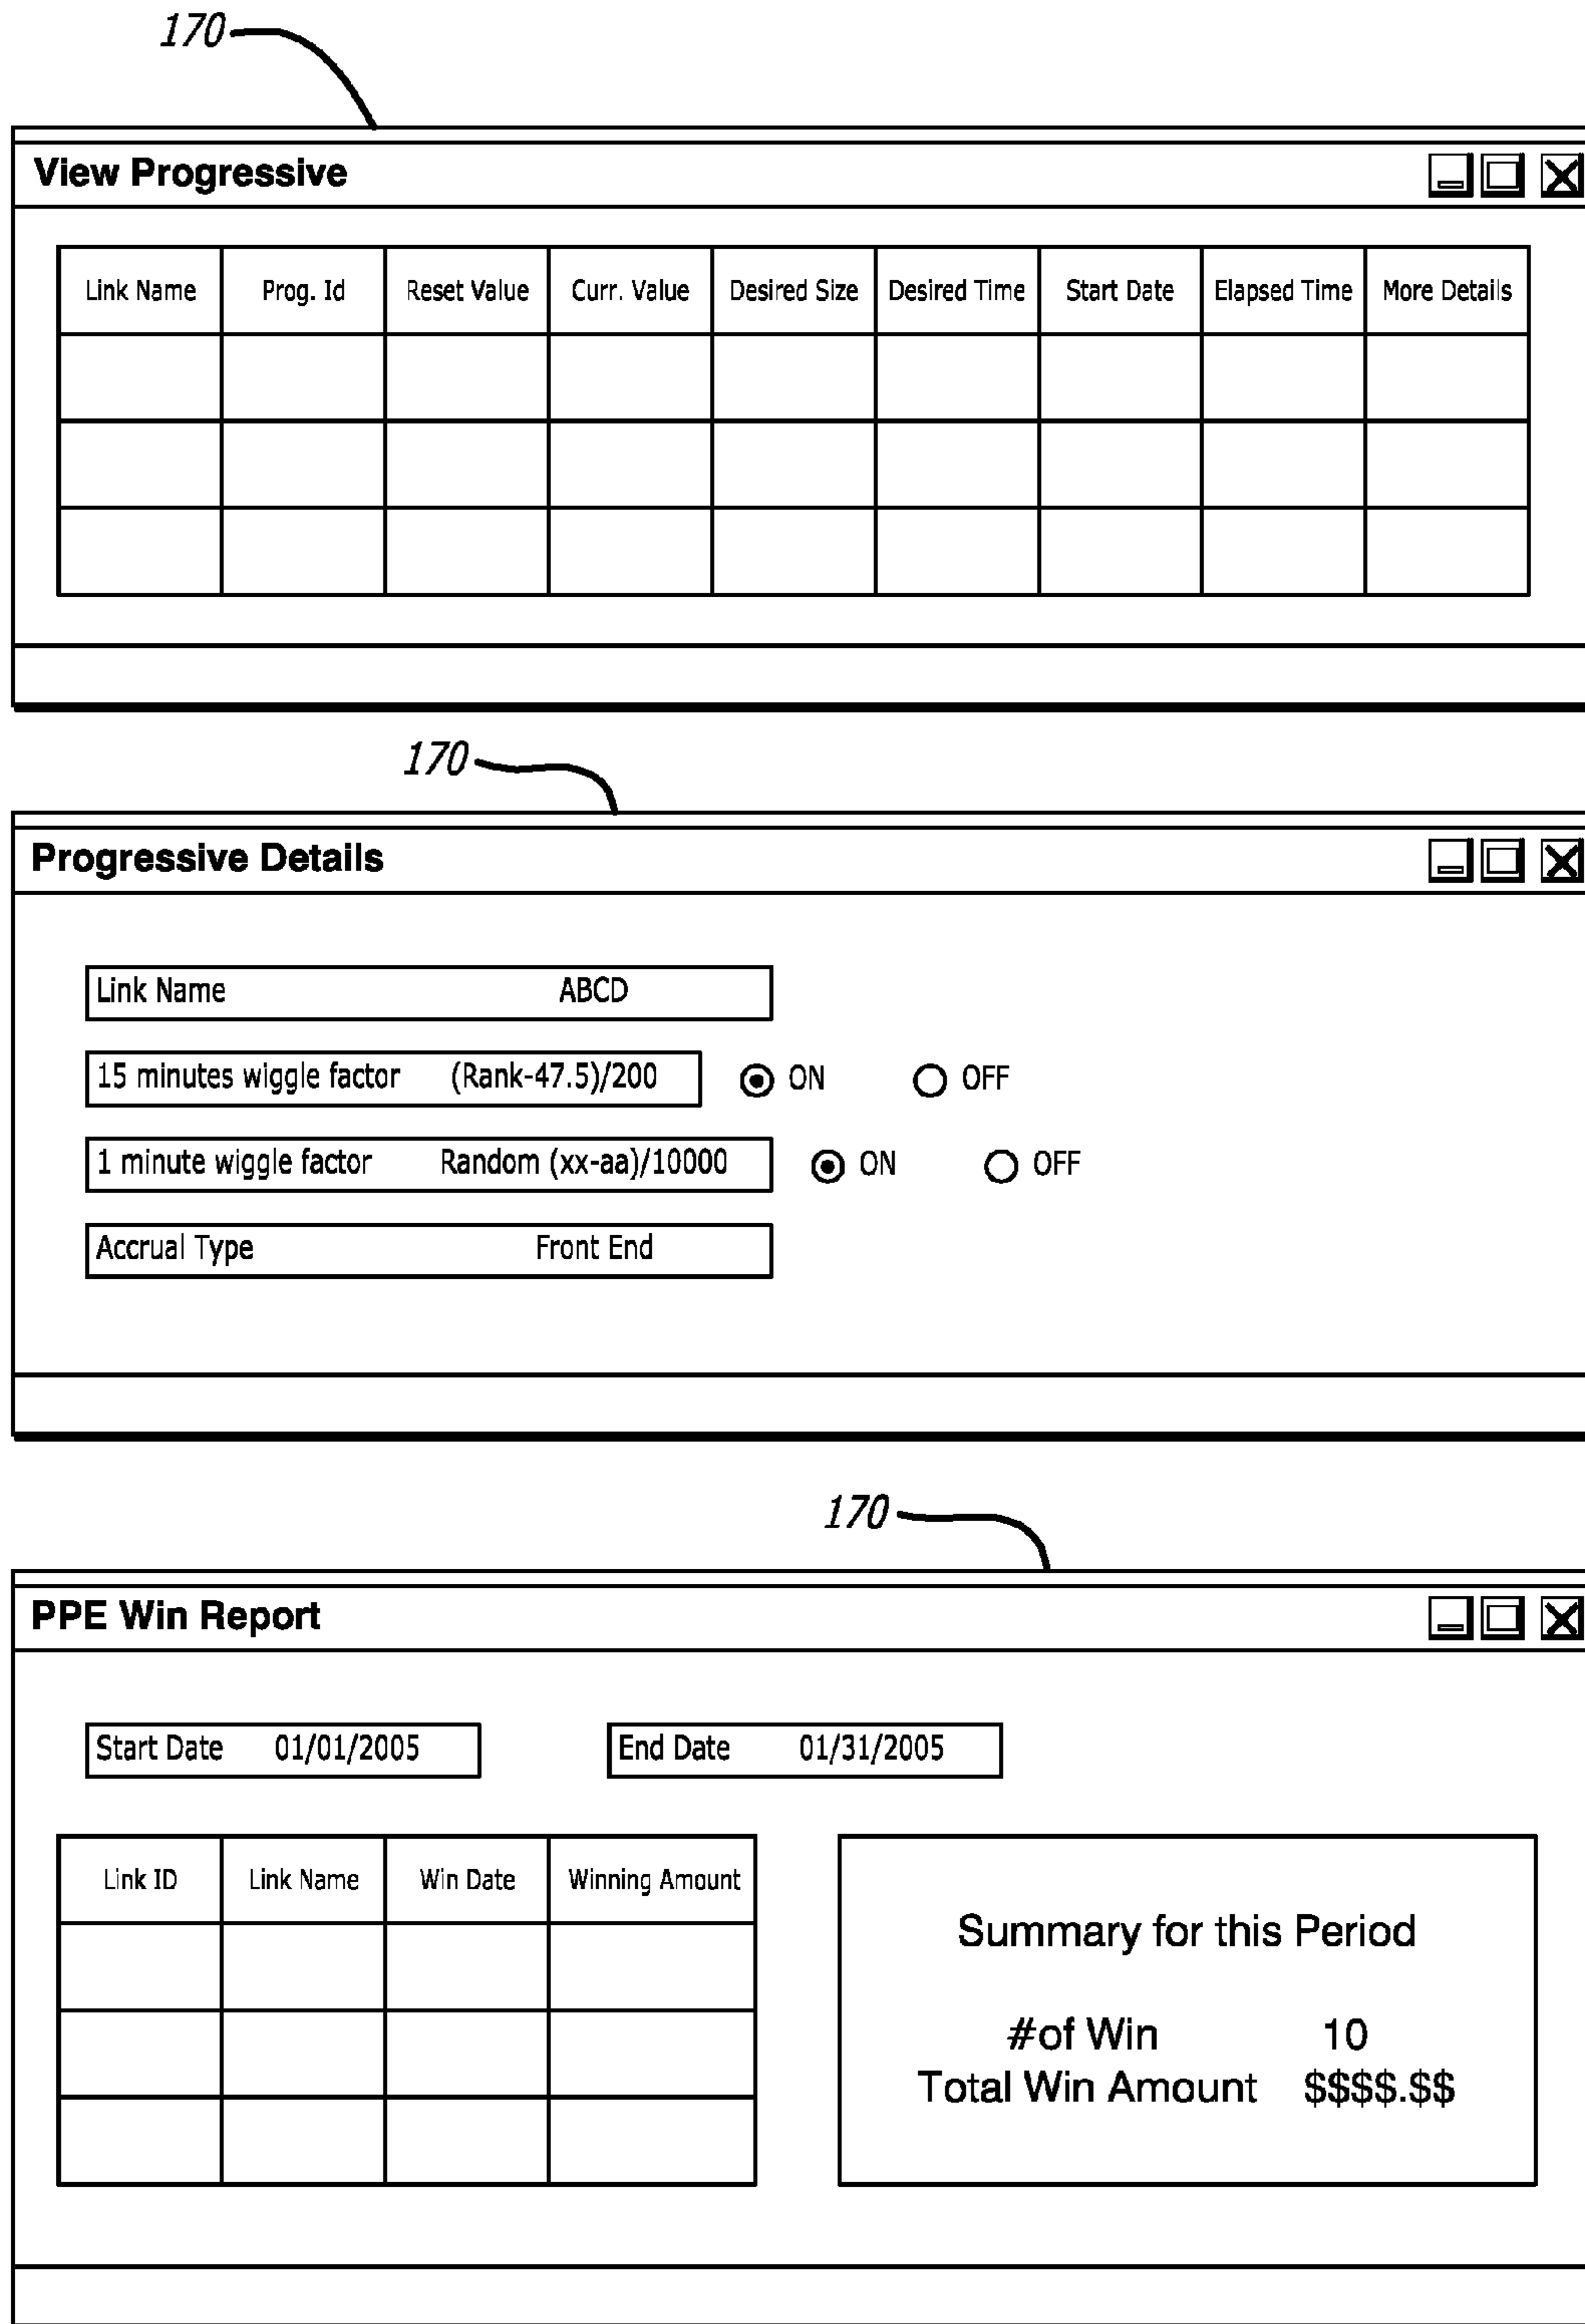 170
View Progressive
Link Name Prog. Id Reset Value Curr. Value Desired Size Desired Time Start Date Elapsed Time More Details
170
Progressive Details
Link Name ABCD
15 minutes wiggle factor (Rank-47.5)/200 ON OFF
1 minute wiggle factor Random (xx-aa)/10000 ON OFF
Accrual Type Front End
170
PPE Win Report
Start Date 01/01/2005 End Date 01/31/2005
Link ID Link Name Win Date Winning Amount
Summary for this Period
#of Win 10
Total Win Amount $$$$.$$